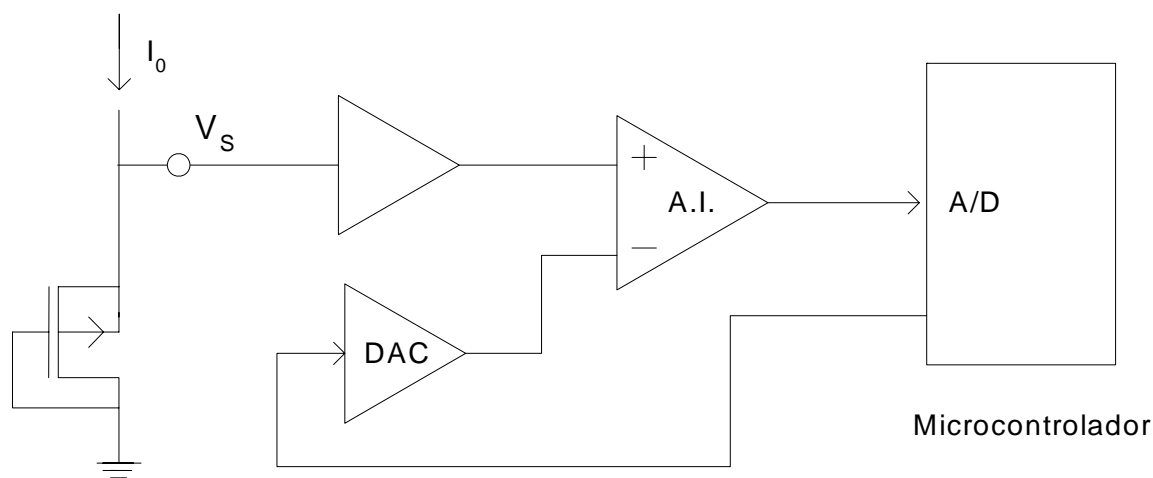 I0
VS
+
A.I.
−
A/D
DAC
Microcontrolador